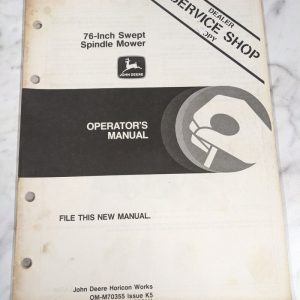 DEALER
SERVICE SHOP
COPY
76-Inch Swept
Spindle Mower
JOHN DEERE
OPERATOR'S
MANUAL
FILE THIS NEW MANUAL.
John Deere Horicon Works
OM-M70355 Issue K5